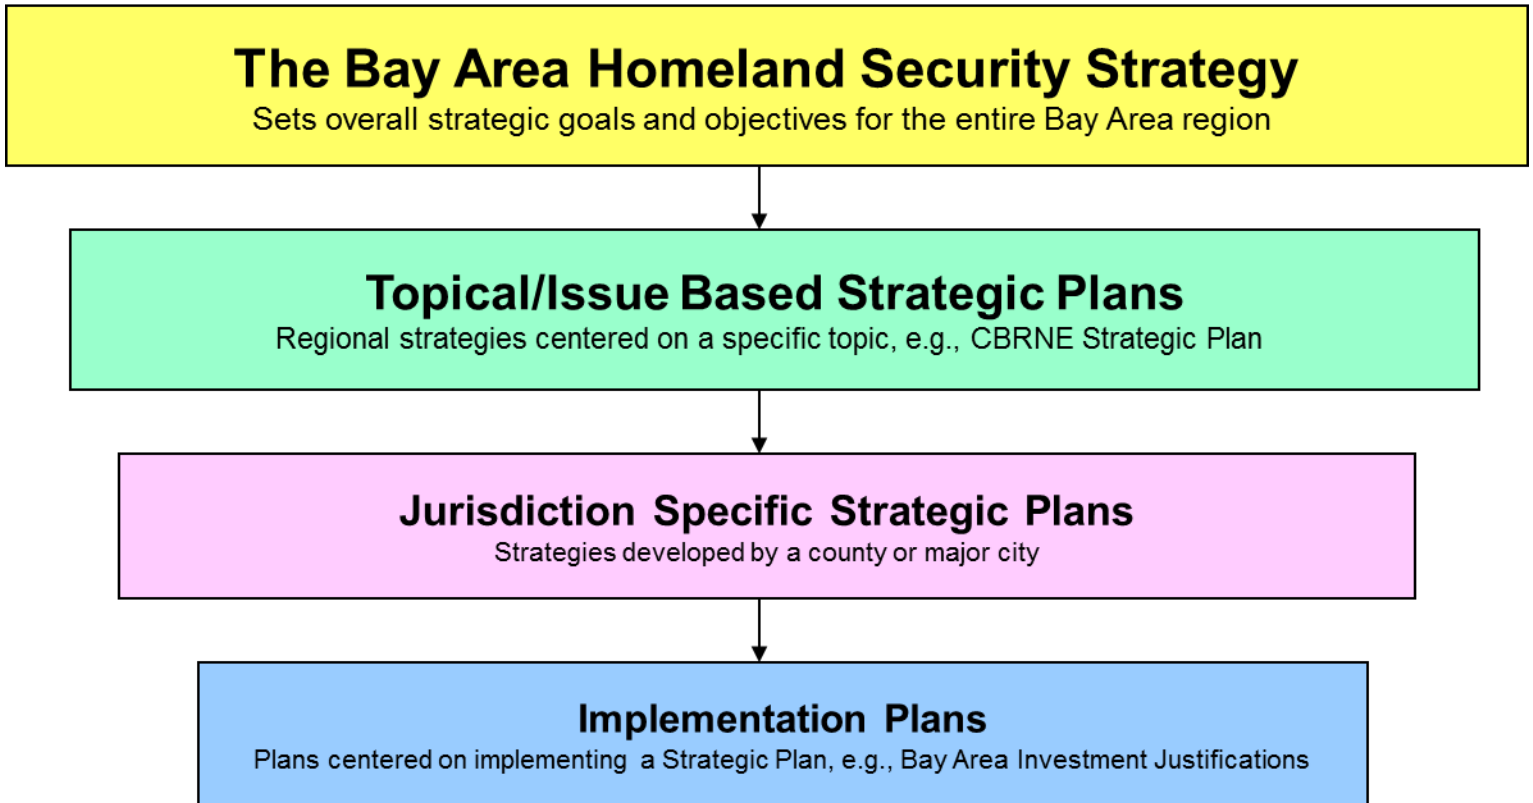 The Bay Area Homeland Security Strategy
Sets overall strategic goals and objectives for the entire Bay Area region
Topical/Issue Based Strategic Plans
Regional strategies centered on a specific topic, e.g., CBRNE Strategic Plan
Jurisdiction Specific Strategic Plans
Strategies developed by a county or major city
Implementation Plans
Plans centered on implementing a Strategic Plan, e.g., Bay Area Investment Justifications